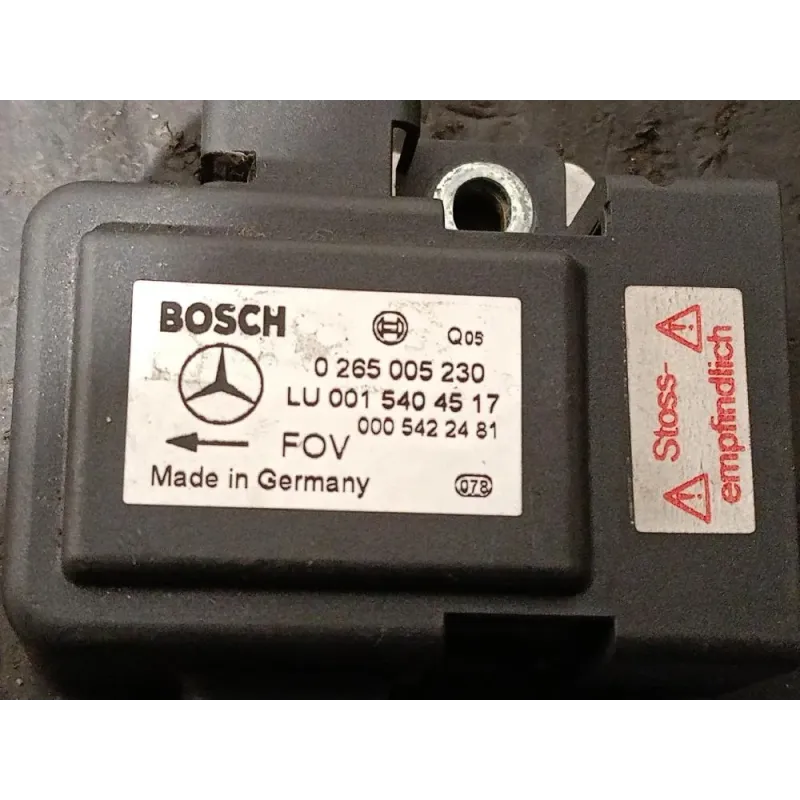 BOSCH
Q05
0 265 005 230
LU 001 540 45 17
000 542 24 81
FOV
Made in Germany
078
Stoss-
empfindlich